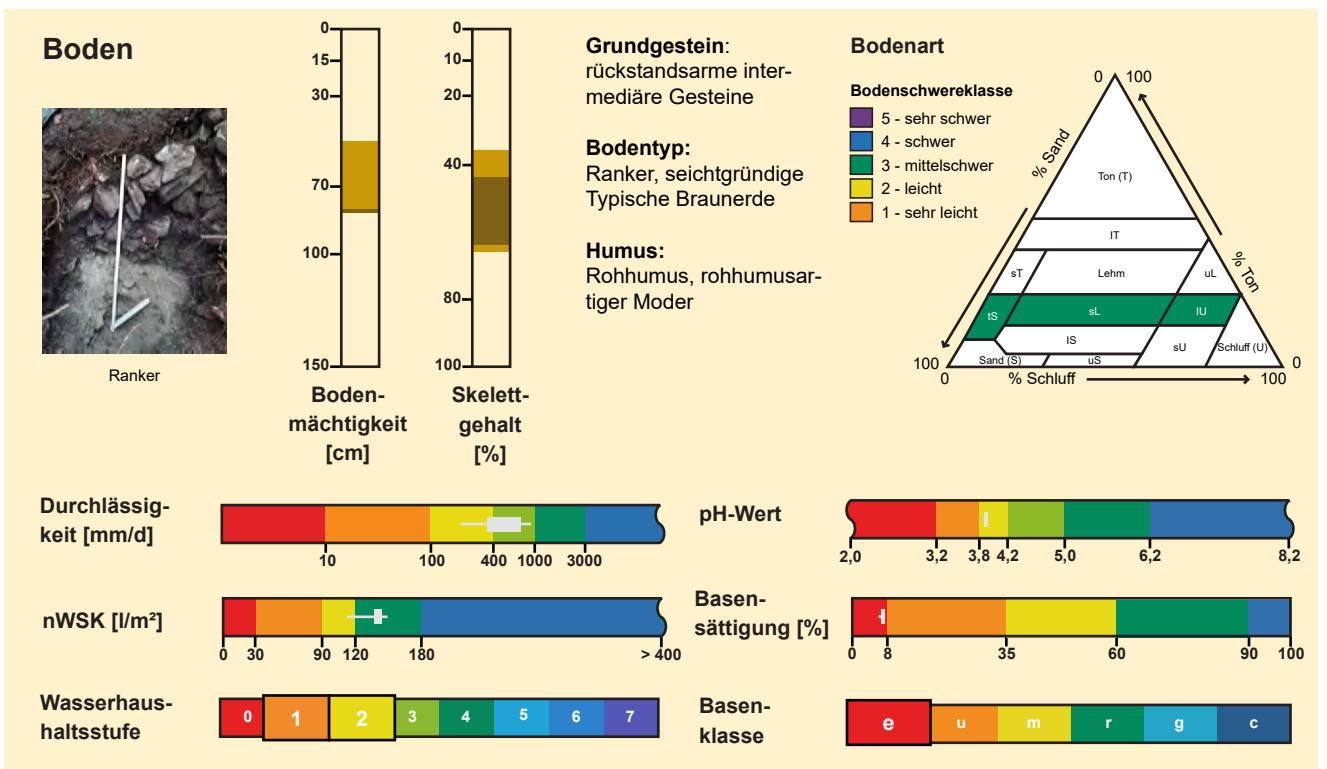 Boden
Ranker
0
15
30
70
100
150
Boden-
mächtigkeit
[cm]
0
10
20
40
80
100
Skelett-
gehalt
[%]
Grundgestein:
rückstandsarme inter-
mediäre Gesteine
Bodentyp:
Ranker, seichtgründige
Typische Braunerde
Humus:
Rohhumus, rohhumusar-
tiger Moder
Bodenart
Bodenschwereklasse
5 - sehr schwer
4 - schwer
3 - mittelschwer
2 - leicht
1 - sehr leicht
0 100
% Sand
% Ton
Ton (T)
lT
sT Lehm uL
tS sL lU
lS
Sand (S) uS sU Schluff (U)
100 0
0 % Schluff 100
Durchlässig-
keit [mm/d]
10 100 400 1000 3000
nWSK [l/m²]
0 30 90 120 180 > 400
Wasserhaus-
haltsstufe
0 1 2 3 4 5 6 7
pH-Wert
2,0 3,2 3,8 4,2 5,0 6,2 8,2
Basen-
sättigung [%]
0 8 35 60 90 100
Basen-
klasse
e u m r g c